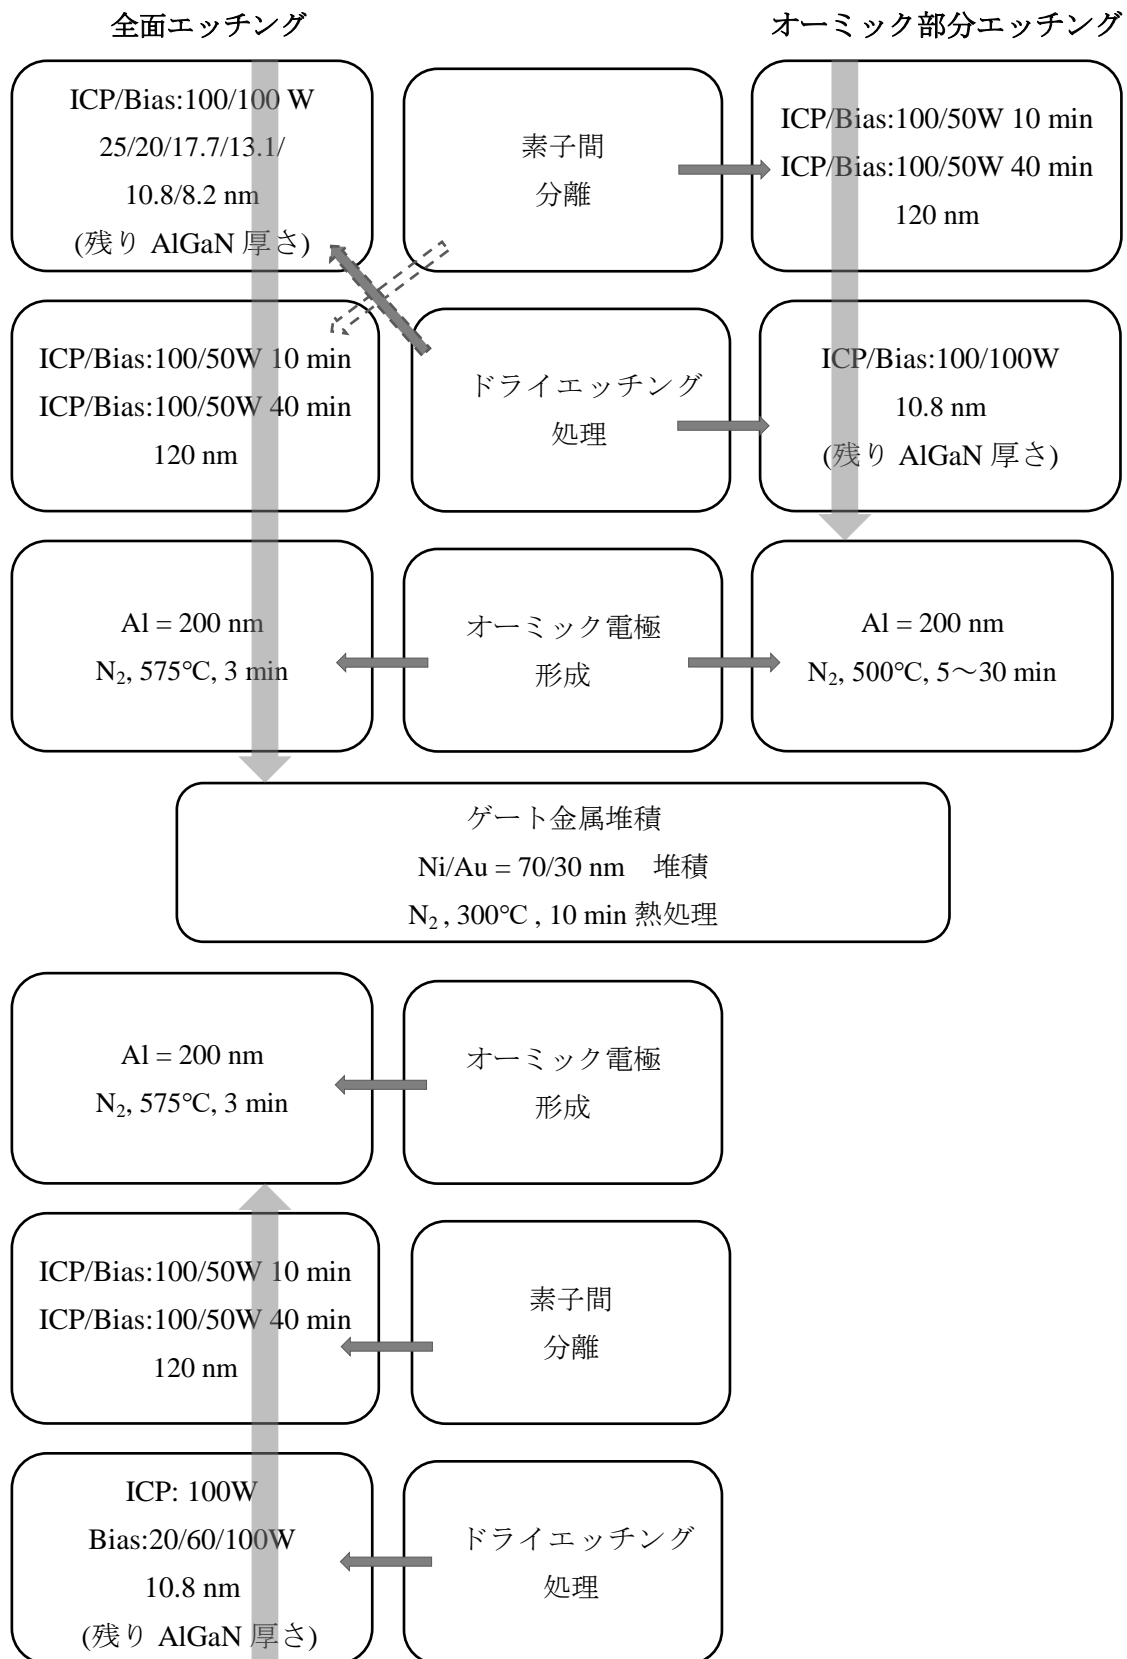 全面エッチング
オーミック部分エッチング
ICP/Bias:100/100 W
25/20/17.7/13.1/
10.8/8.2 nm
(残り AlGaN 厚さ)
素子間
分離
ICP/Bias:100/50W 10 min
ICP/Bias:100/50W 40 min
120 nm
ICP/Bias:100/50W 10 min
ICP/Bias:100/50W 40 min
120 nm
ドライエッチング
処理
ICP/Bias:100/100W
10.8 nm
(残り AlGaN 厚さ)
Al = 200 nm
N₂, 575℃, 3 min
オーミック電極
形成
Al = 200 nm
N₂, 500℃, 5～30 min
ゲート金属堆積
Ni/Au = 70/30 nm　堆積
N₂ , 300℃ , 10 min 熱処理
Al = 200 nm
N₂, 575℃, 3 min
オーミック電極
形成
ICP/Bias:100/50W 10 min
ICP/Bias:100/50W 40 min
120 nm
素子間
分離
ICP: 100W
Bias:20/60/100W
10.8 nm
(残り AlGaN 厚さ)
ドライエッチング
処理